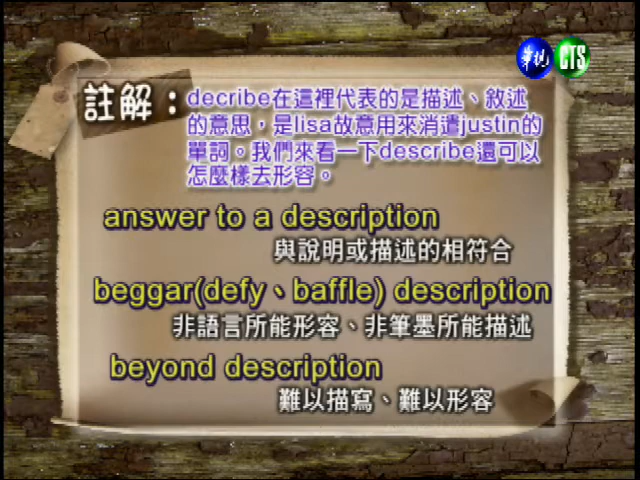 華視 CTS
註解：decribe在這裡代表的是描述、敘述
的意思，是lisa故意用來消遣justin的
單詞。我們來看一下describe還可以
怎麼樣去形容。
answer to a description
與說明或描述的相符合
beggar(defy、baffle) description
非語言所能形容、非筆墨所能描述
beyond description
難以描寫、難以形容